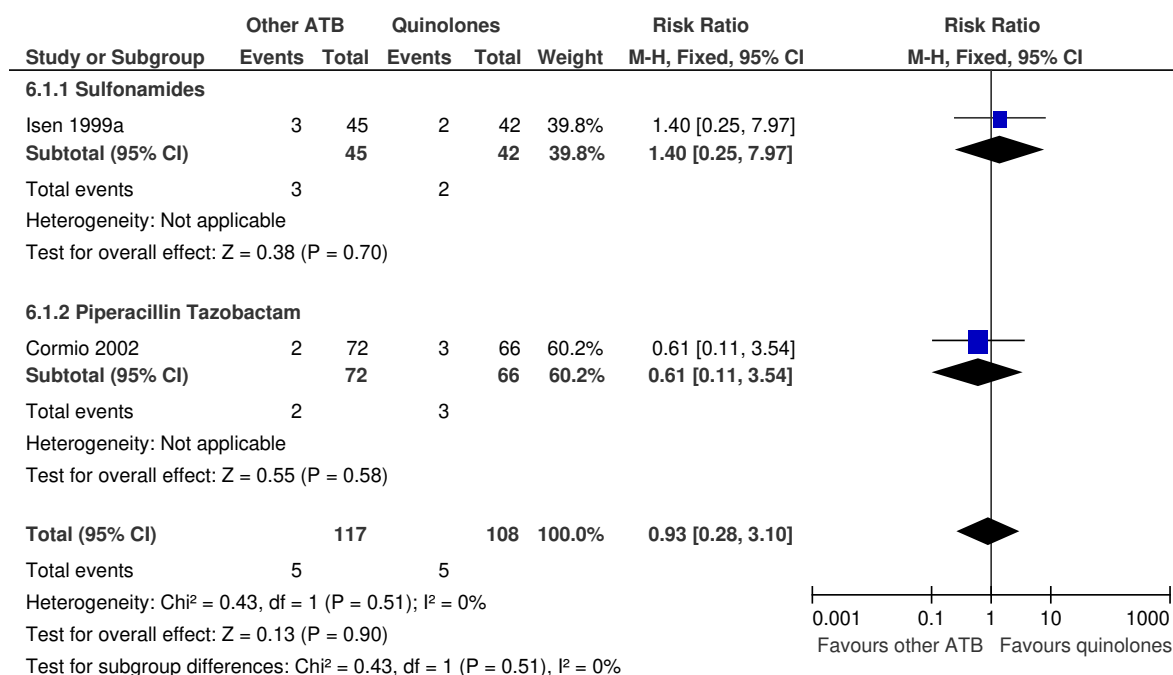 Other ATB Quinolones Risk Ratio Risk Ratio
Study or Subgroup Events Total Events Total Weight M-H, Fixed, 95% CI M-H, Fixed, 95% CI
6.1.1 Sulfonamides
Isen 1999a 3 45 2 42 39.8% 1.40 [0.25, 7.97]
Subtotal (95% CI) 45 42 39.8% 1.40 [0.25, 7.97]
Total events 3 2
Heterogeneity: Not applicable
Test for overall effect: Z = 0.38 (P = 0.70)
6.1.2 Piperacillin Tazobactam
Cormio 2002 2 72 3 66 60.2% 0.61 [0.11, 3.54]
Subtotal (95% CI) 72 66 60.2% 0.61 [0.11, 3.54]
Total events 2 3
Heterogeneity: Not applicable
Test for overall effect: Z = 0.55 (P = 0.58)
Total (95% CI) 117 108 100.0% 0.93 [0.28, 3.10]
Total events 5 5
Heterogeneity: Chi² = 0.43, df = 1 (P = 0.51); I² = 0%
Test for overall effect: Z = 0.13 (P = 0.90)
Test for subgroup differences: Chi² = 0.43, df = 1 (P = 0.51), I² = 0%
0.001 0.1 1 10 1000
Favours other ATB Favours quinolones